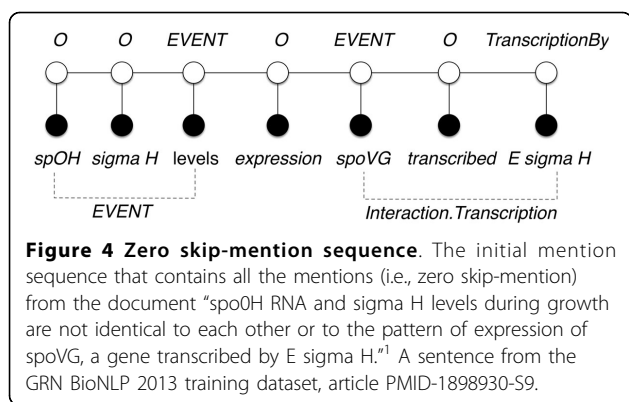 O O EVENT O EVENT O TranscriptionBy
spOH sigma H levels expression spoVG transcribed E sigma H
EVENT Interaction.Transcription
Figure 4 Zero skip-mention sequence. The initial mention
sequence that contains all the mentions (i.e., zero skip-mention)
from the document “spo0H RNA and sigma H levels during growth
are not identical to each other or to the pattern of expression of
spoVG, a gene transcribed by E sigma H.”1 A sentence from the
GRN BioNLP 2013 training dataset, article PMID-1898930-S9.